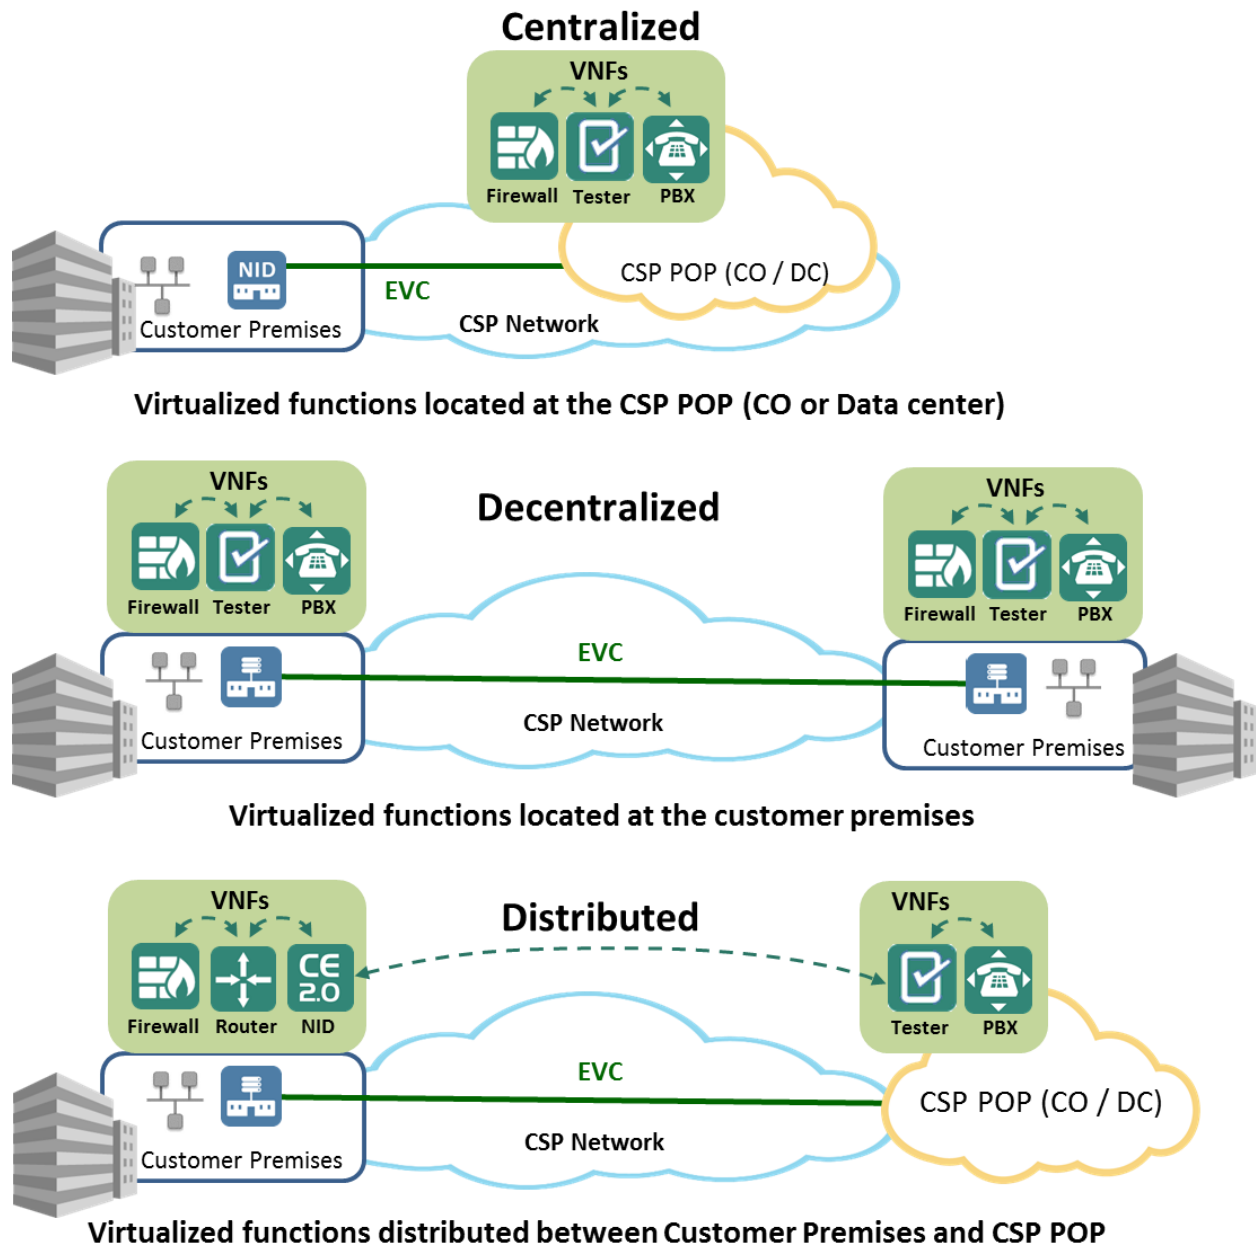 Centralized
VNFs
Firewall Tester PBX
NID
EVC
CSP POP (CO / DC)
CSP Network
Customer Premises
Virtualized functions located at the CSP POP (CO or Data center)
Decentralized
VNFs
Firewall Tester PBX
VNFs
Firewall Tester PBX
EVC
CSP Network
Customer Premises
Customer Premises
Virtualized functions located at the customer premises
Distributed
VNFs
CE
2.0
Firewall Router NID
VNFs
Tester PBX
EVC
CSP POP (CO / DC)
CSP Network
Customer Premises
Virtualized functions distributed between Customer Premises and CSP POP